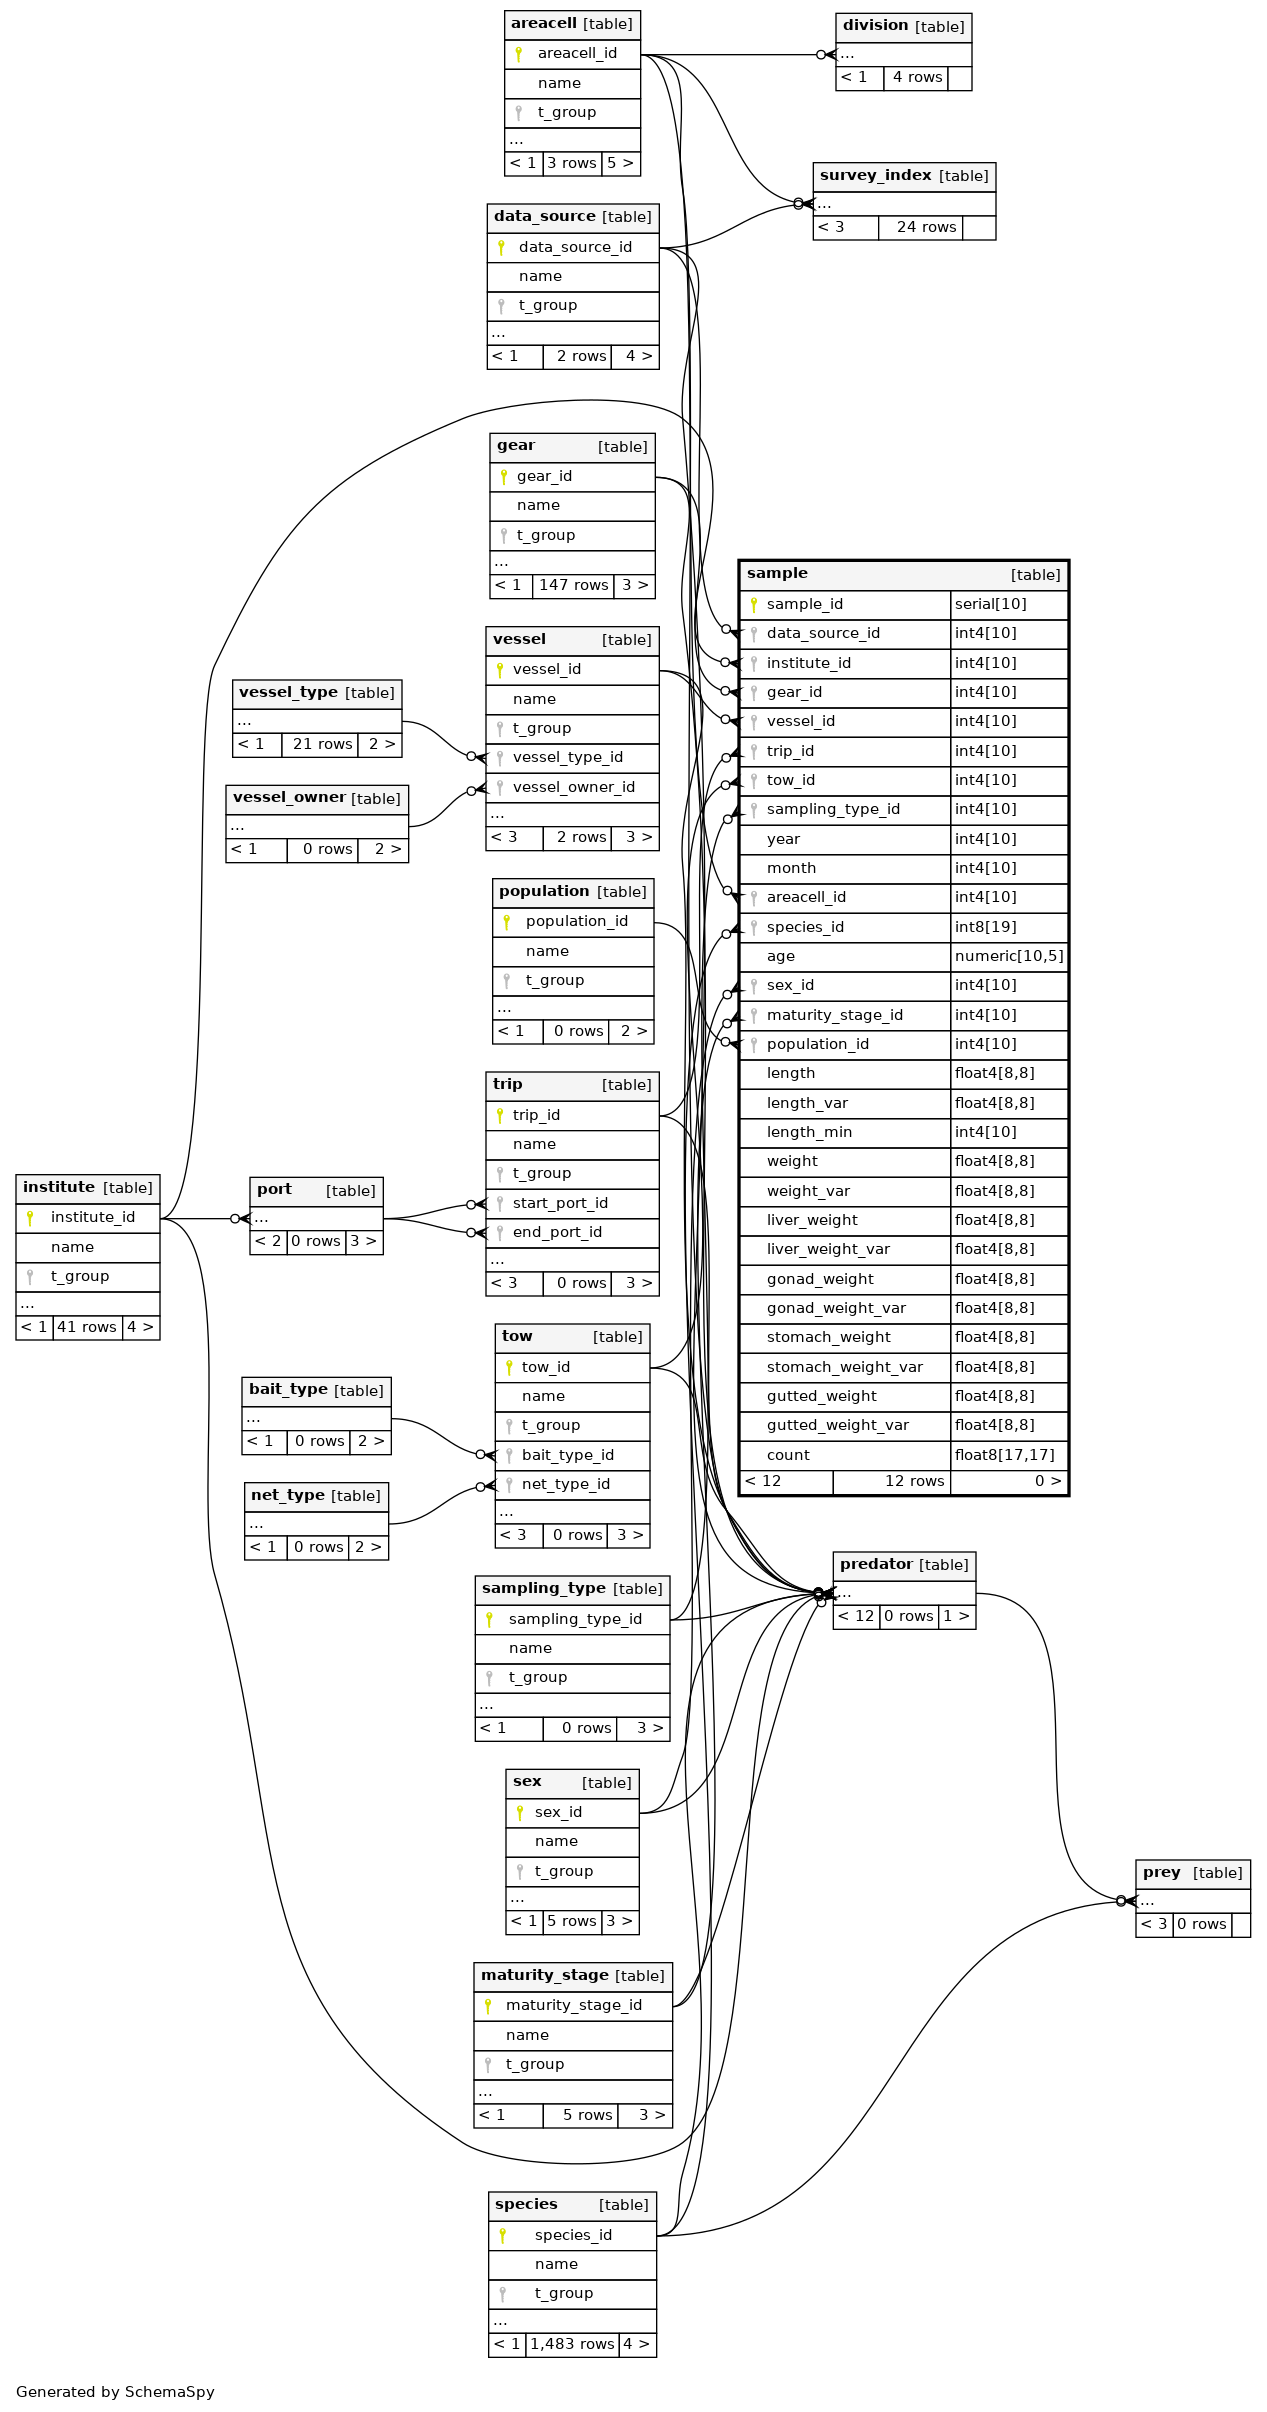 areacell [table]
areacell_id
name
t_group
...
< 1 3 rows 5 >
division [table]
...
< 1 4 rows
survey_index [table]
...
< 3 24 rows
data_source [table]
data_source_id
name
t_group
...
< 1 2 rows 4 >
gear [table]
gear_id
name
t_group
...
< 1 147 rows 3 >
vessel [table]
vessel_id
name
t_group
vessel_type_id
vessel_owner_id
...
< 3 2 rows 3 >
vessel_type [table]
...
< 1 21 rows 2 >
vessel_owner [table]
...
< 1 0 rows 2 >
population [table]
population_id
name
t_group
...
< 1 0 rows 2 >
trip [table]
trip_id
name
t_group
start_port_id
end_port_id
...
< 3 0 rows 3 >
institute [table]
institute_id
name
t_group
...
< 1 41 rows 4 >
port [table]
...
< 2 0 rows 3 >
tow [table]
tow_id
name
t_group
bait_type_id
net_type_id
...
< 3 0 rows 3 >
bait_type [table]
...
< 1 0 rows 2 >
net_type [table]
...
< 1 0 rows 2 >
sample [table]
sample_id serial[10]
data_source_id int4[10]
institute_id int4[10]
gear_id int4[10]
vessel_id int4[10]
trip_id int4[10]
tow_id int4[10]
sampling_type_id int4[10]
year int4[10]
month int4[10]
areacell_id int4[10]
species_id int8[19]
age numeric[10,5]
sex_id int4[10]
maturity_stage_id int4[10]
population_id int4[10]
length float4[8,8]
length_var float4[8,8]
length_min int4[10]
weight float4[8,8]
weight_var float4[8,8]
liver_weight float4[8,8]
liver_weight_var float4[8,8]
gonad_weight float4[8,8]
gonad_weight_var float4[8,8]
stomach_weight float4[8,8]
stomach_weight_var float4[8,8]
gutted_weight float4[8,8]
gutted_weight_var float4[8,8]
count float8[17,17]
< 12 12 rows 0 >
sampling_type [table]
sampling_type_id
name
t_group
...
< 1 0 rows 3 >
predator [table]
...
< 12 0 rows 1 >
sex [table]
sex_id
name
t_group
...
< 1 5 rows 3 >
prey [table]
...
< 3 0 rows
maturity_stage [table]
maturity_stage_id
name
t_group
...
< 1 5 rows 3 >
species [table]
species_id
name
t_group
...
< 1 1,483 rows 4 >
Generated by SchemaSpy